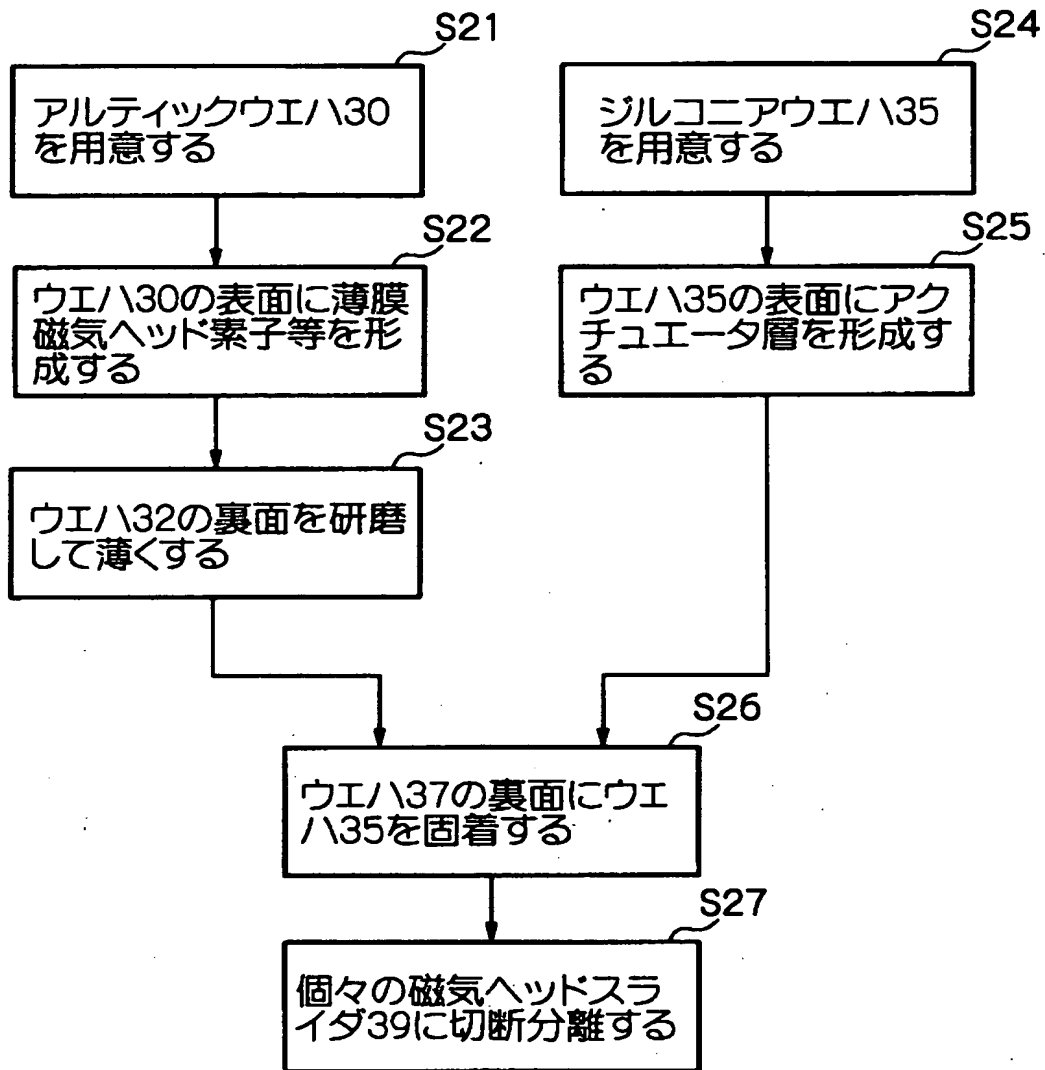 S21
アルティックウエハ30
を用意する
S22
ウエハ30の表面に薄膜
磁気ヘッド素子等を形
成する
S23
ウエハ32の裏面を研磨
して薄くする
S24
ジルコニアウエハ35
を用意する
S25
ウエハ35の表面にアク
チュエータ層を形成す
る
S26
ウエハ37の裏面にウエ
ハ35を固着する
S27
個々の磁気ヘッドスラ
イダ39に切断分離する